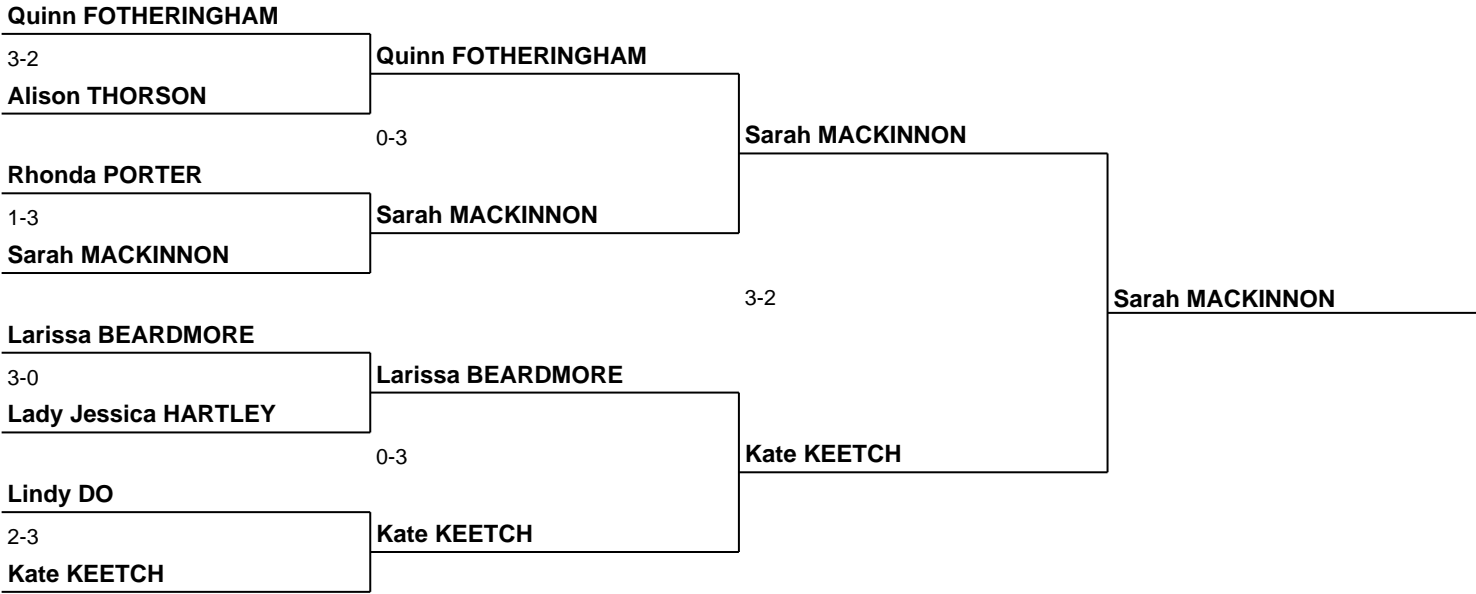 Quinn FOTHERINGHAM
3-2
Quinn FOTHERINGHAM
Alison THORSON
0-3
Sarah MACKINNON
Rhonda PORTER
1-3
Sarah MACKINNON
Sarah MACKINNON
3-2
Sarah MACKINNON
Larissa BEARDMORE
3-0
Larissa BEARDMORE
Lady Jessica HARTLEY
0-3
Kate KEETCH
Lindy DO
2-3
Kate KEETCH
Kate KEETCH